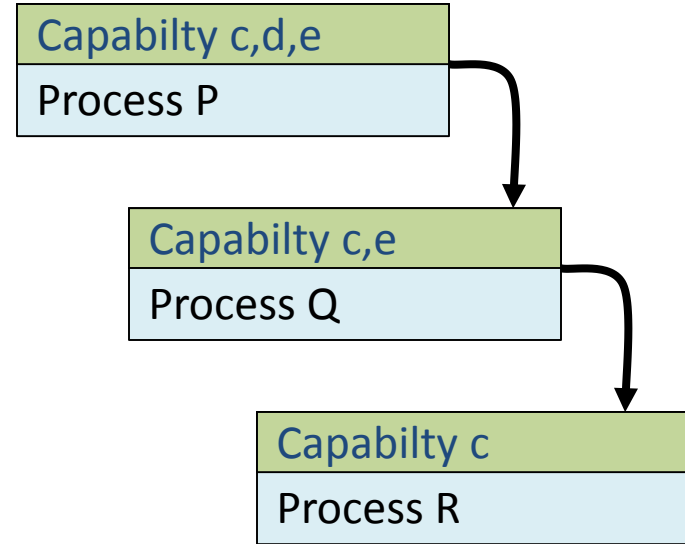 Capabilty c,d,e
Process P
Capabilty c,e
Process Q
Capabilty c
Process R